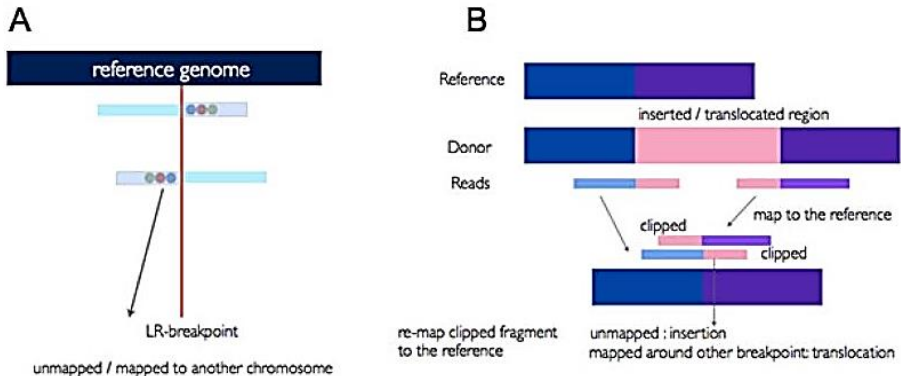 A
reference genome
LR-breakpoint
unmapped / mapped to another chromosome
B
Reference
inserted / translocated region
Donor
Reads
map to the reference
clipped
clipped
re-map clipped fragment
to the reference
unmapped : insertion
mapped around other breakpoint: translocation